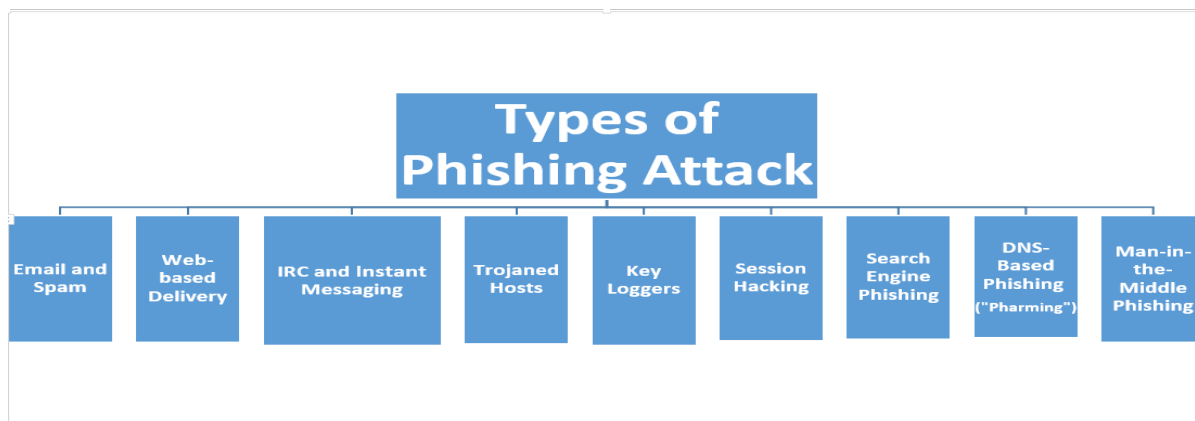 Types of
Phishing Attack
Email and
Spam
Web-
based
Delivery
IRC and Instant
Messaging
Trojaned
Hosts
Key
Loggers
Session
Hacking
Search
Engine
Phishing
DNS-
Based
Phishing
("Pharming")
Man-in-
the-
Middle
Phishing